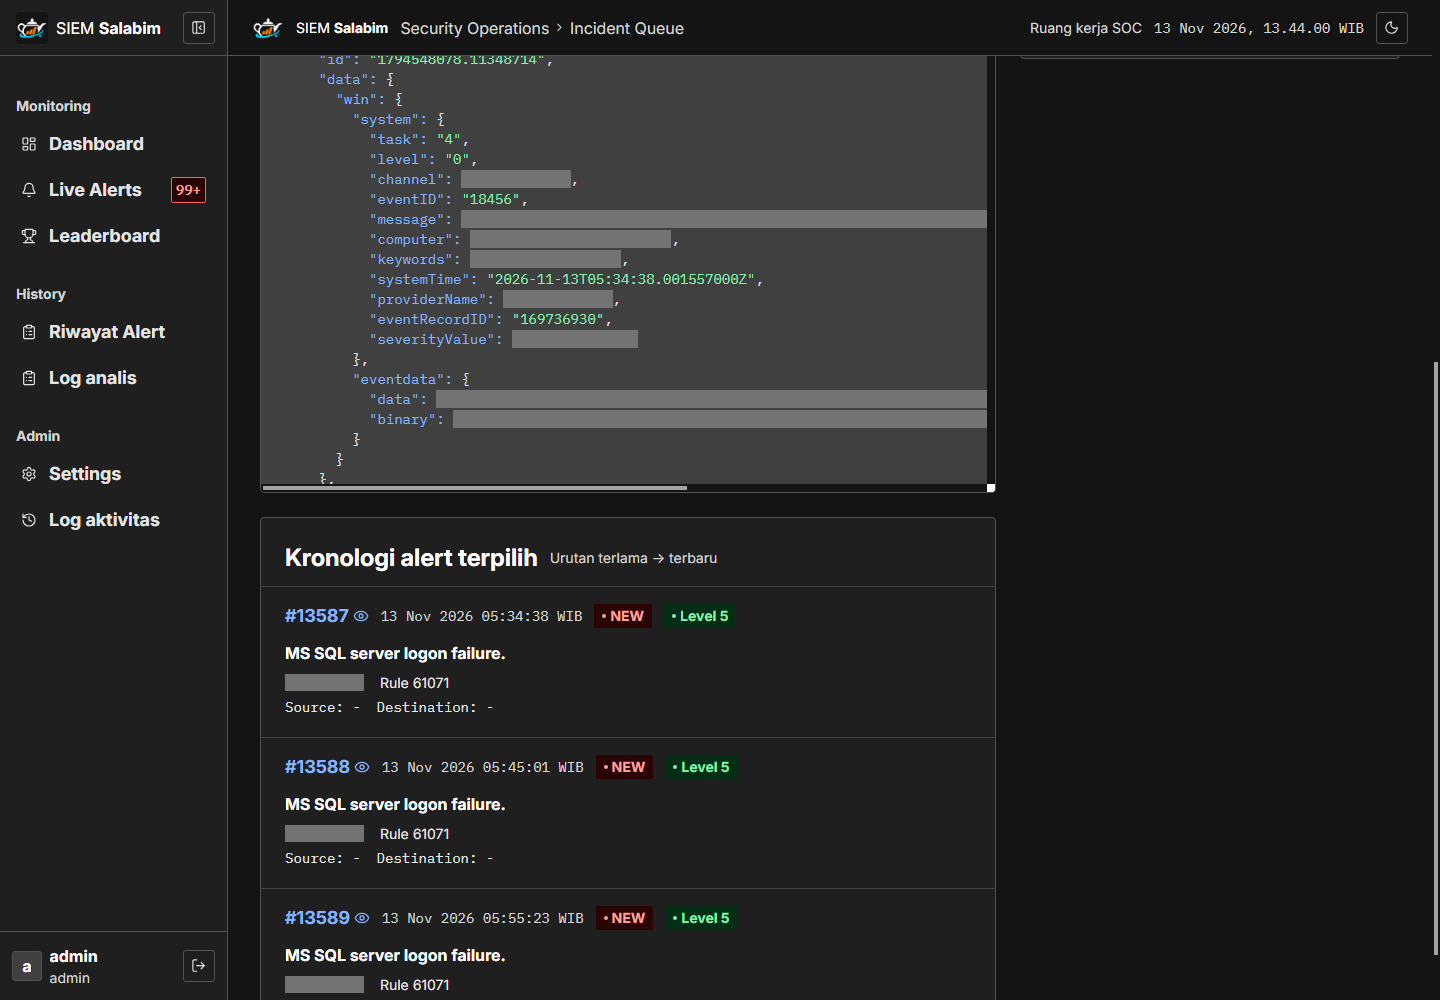 SIEM Salabim
SIEM Salabim Security Operations › Incident Queue
Ruang kerja SOC 13 Nov 2026, 13.44.00 WIB
Monitoring
Dashboard
Live Alerts 99+
Leaderboard
History
Riwayat Alert
Log analis
Admin
Settings
Log aktivitas
a admin
admin
"id": "1794548078.11348714",
"data": {
"win": {
"system": {
"task": "4",
"level": "0",
"channel": ,
"eventID": "18456",
"message":
"computer": ,
"keywords": ,
"systemTime": "2026-11-13T05:34:38.001557000Z",
"providerName": ,
"eventRecordID": "169736930",
"severityValue":
},
"eventdata": {
"data":
"binary":
}
}
},
Kronologi alert terpilih Urutan terlama → terbaru
#13587 13 Nov 2026 05:34:38 WIB • NEW • Level 5
MS SQL server logon failure.
Rule 61071
Source: - Destination: -
#13588 13 Nov 2026 05:45:01 WIB • NEW • Level 5
MS SQL server logon failure.
Rule 61071
Source: - Destination: -
#13589 13 Nov 2026 05:55:23 WIB • NEW • Level 5
MS SQL server logon failure.
Rule 61071